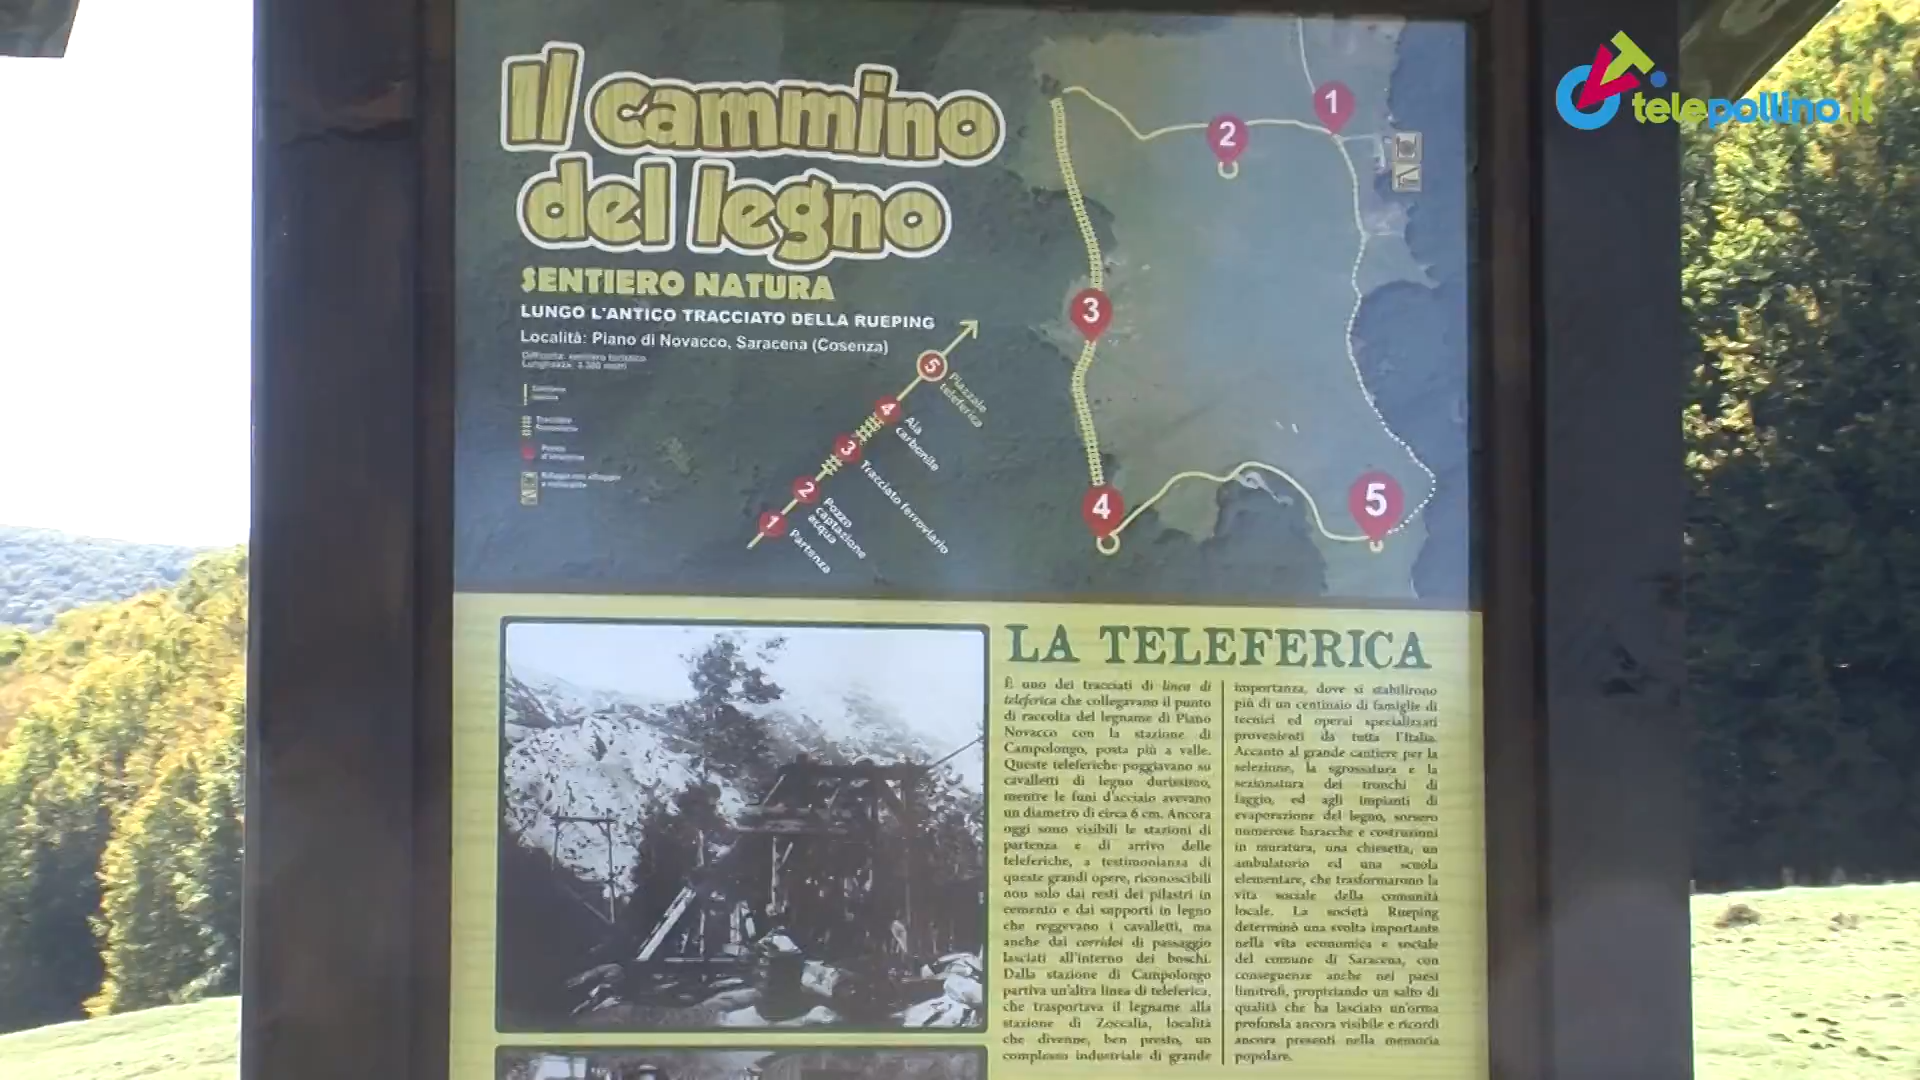 Il cammino
del legno
SENTIERO NATURA
LUNGO L'ANTICO TRACCIATO DELLA RUEPING
Località: Piano di Novacco, Saracena (Cosenza)
Difficoltà: sentiero turistico
Lunghezza: 3.300 metri
1
Partenza
2
Pozzo
captazione
acqua
3
Tracciato ferroviario
4
Aia
carbonile
5
Piazzale
teleferica
1
2
3
4
5
telepollino.it
LA TELEFERICA
È uno dei tracciati di linea di
teleferica che collegavano il punto
di raccolta del legname di Piano
Novacco con la stazione di
Campolongo, posta più a valle.
Queste teleferiche poggiavano su
cavalletti di legno durissimo,
mentre le funi d'acciaio avevano
un diametro di circa 6 cm. Ancora
oggi sono visibili le stazioni di
partenza e di arrivo delle
teleferiche, a testimonianza di
queste grandi opere, riconoscibili
non solo dai resti dei pilastri in
cemento e dai supporti in legno
che reggevano i cavalletti, ma
anche dai corridoi di passaggio
lasciati all'interno dei boschi.
Dalla stazione di Campolongo
partiva un'altra linea di teleferica,
che trasportava il legname alla
stazione di Zoccalia, località
che divenne, ben presto, un
complesso industriale di grande
importanza, dove si stabilirono
più di un centinaio di famiglie di
tecnici ed operai specializzati
provenienti da tutta l'Italia.
Accanto al grande cantiere per la
selezione, la sgrossatura e la
sezionatura dei tronchi di
faggio, ed agli impianti di
evaporazione del legno, sorsero
numerose baracche e costruzioni
in muratura, una chiesetta, un
ambulatorio ed una scuola
elementare, che trasformarono la
vita sociale della comunità
locale. La società Rueping
determinò una svolta importante
nella vita economica e sociale
del comune di Saracena, con
conseguenze anche nei paesi
limitrofi, propiziando un salto di
qualità che ha lasciato un'orma
profonda ancora visibile e ricordi
ancora presenti nella memoria
popolare.